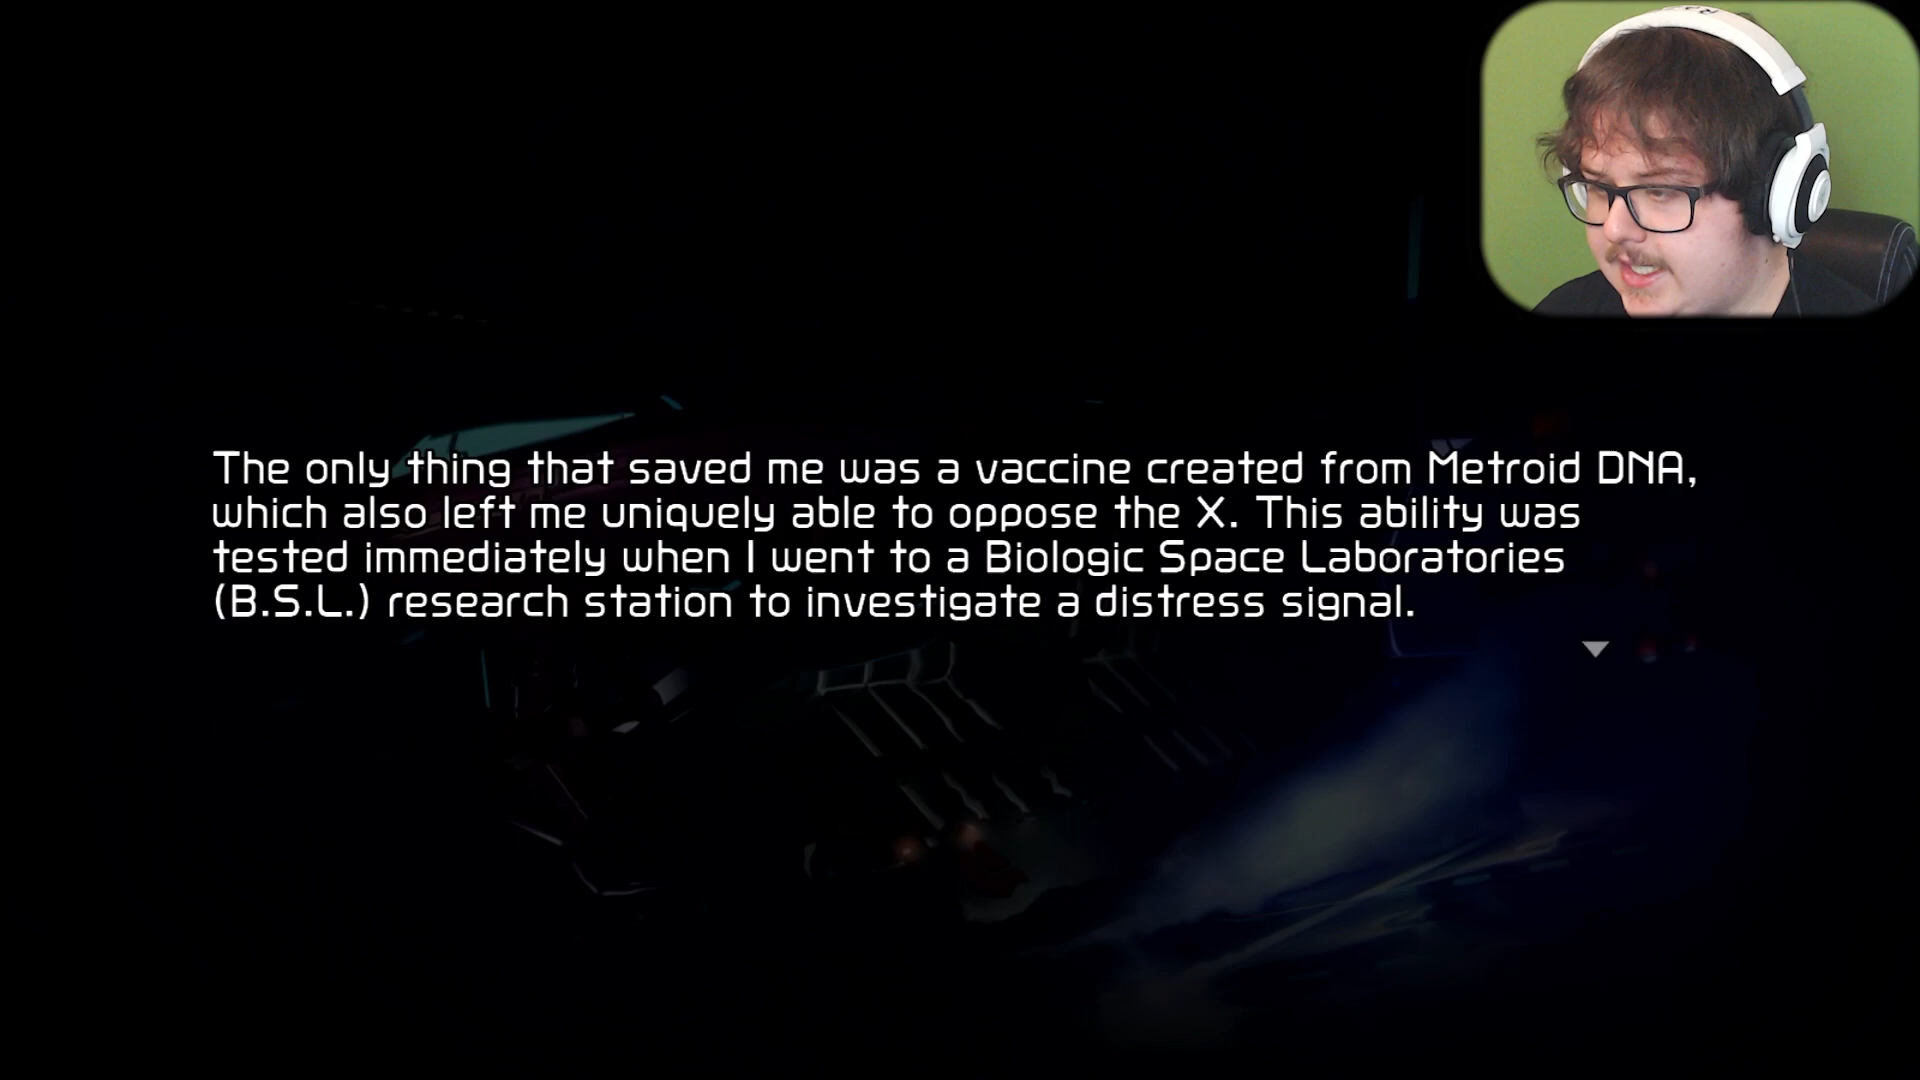 The only thing that saved me was a vaccine created from Metroid DNA,
which also left me uniquely able to oppose the X. This ability was
tested immediately when I went to a Biologic Space Laboratories
(B.S.L.) research station to investigate a distress signal.